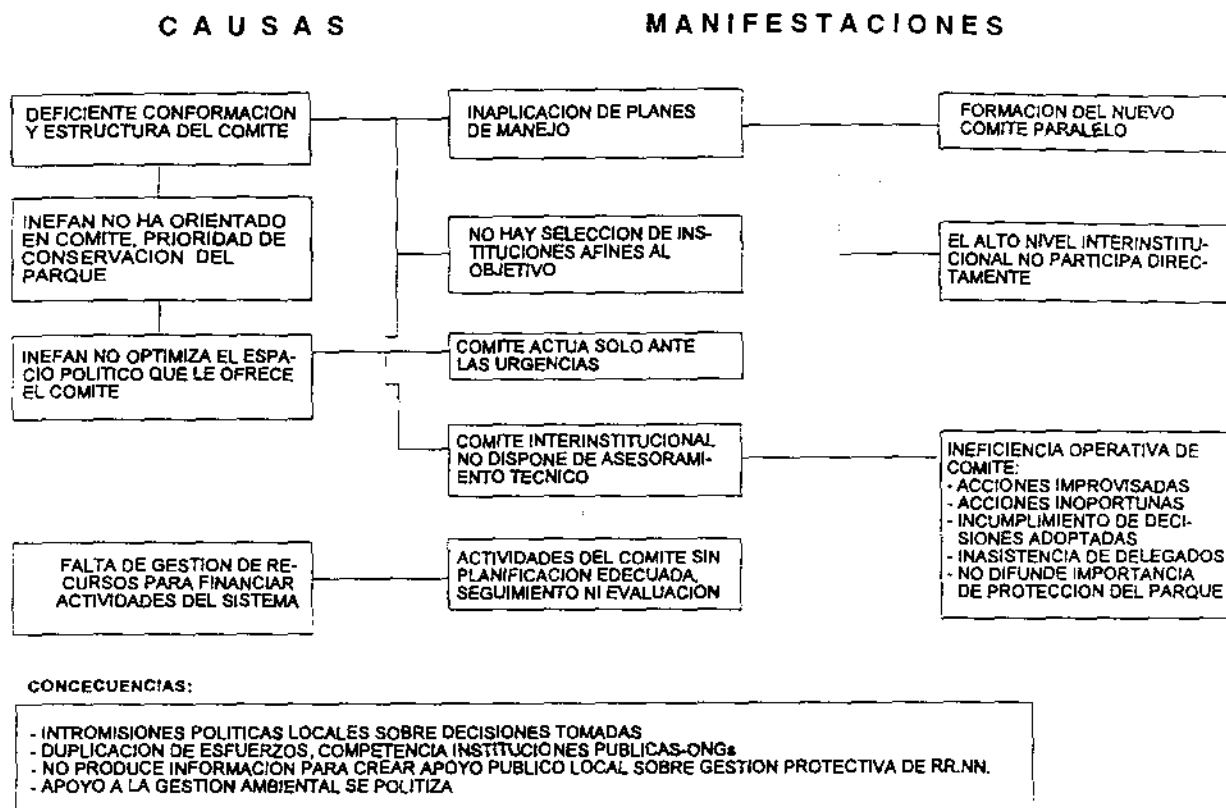 CAUSAS
MANIFESTACIONES
DEFICIENTE CONFORMACION
Y ESTRUCTURA DEL COMITE
INAPLICACION DE PLANES
DE MANEJO
FORMACION DEL NUEVO
COMITE PARALELO
INEFAN NO HA ORIENTADO
EN COMITE, PRIORIDAD DE
CONSERVACION DEL
PARQUE
NO HAY SELECCION DE INS-
TITUCIONES AFINES AL
OBJETIVO
EL ALTO NIVEL INTERINSTITU-
CIONAL NO PARTICIPA DIREC-
TAMENTE
INEFAN NO OPTIMIZA EL ESPA-
CIO POLITICO QUE LE OFRECE
EL COMITE
COMITE ACTUA SOLO ANTE
LAS URGENCIAS
COMITE INTERINSTITUCIONAL
NO DISPONE DE ASESORAMI-
ENTO TECNICO
INEFICIENCIA OPERATIVA DE
COMITE:
- ACCIONES IMPROVISADAS
- ACCIONES INOPORTUNAS
- INCUMPLIMIENTO DE DECI-
SIONES ADOPTADAS
- INASISTENCIA DE DELEGADOS
- NO DIFUNDE IMPORTANCIA
DE PROTECCION DEL PARQUE
FALTA DE GESTION DE RE-
CURSOS PARA FINANCIAR
ACTIVIDADES DEL SISTEMA
ACTIVIDADES DEL COMITE SIN
PLANIFICACION EDECUADA,
SEGUIMIENTO NI EVALUACION
CONCECUENCIAS:
- INTROMISIONES POLITICAS LOCALES SOBRE DECISIONES TOMADAS
- DUPLICACION DE ESFUERZOS, COMPETENCIA INSTITUCIONES PUBLICAS-ONGs
- NO PRODUCE INFORMACION PARA CREAR APOYO PUBLICO LOCAL SOBRE GESTION PROTECTIVA DE RR.NN.
- APOYO A LA GESTION AMBIENTAL SE POLITIZA